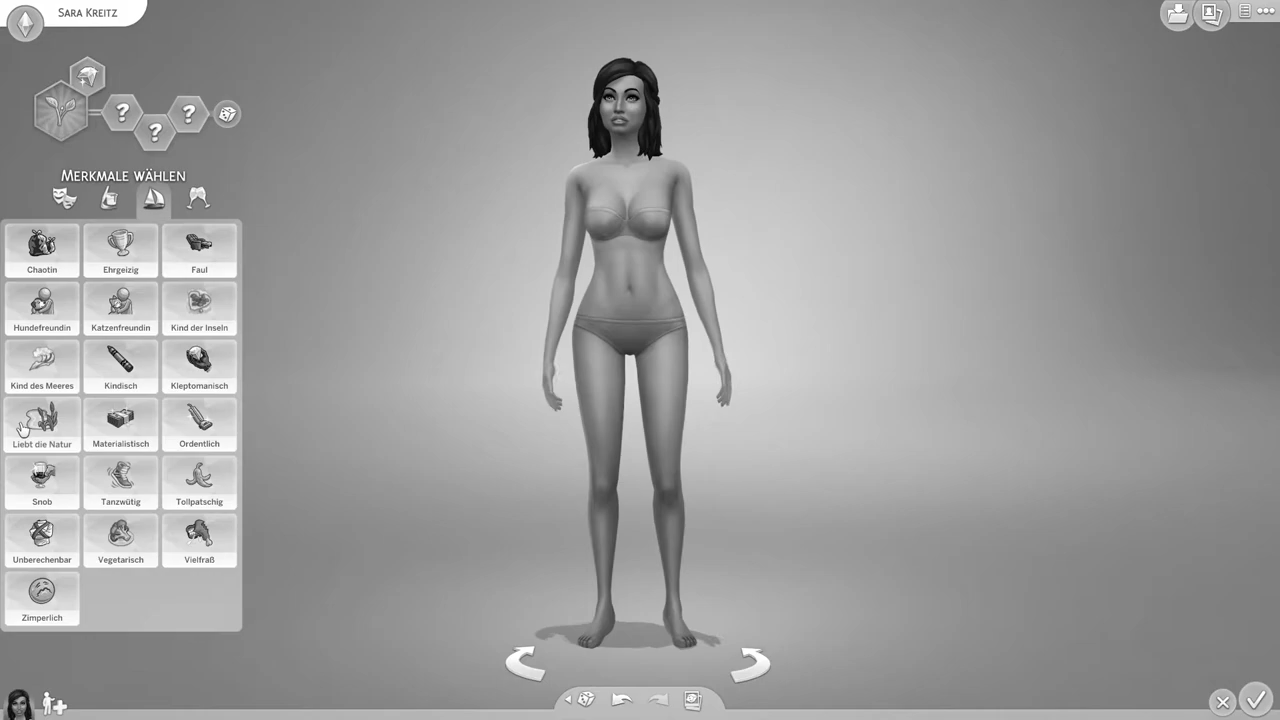 Sara Kreitz
? ? ?
Merkmale wählen
Chaotin Ehrgeizig Faul
Hundefreundin Katzenfreundin Kind der Inseln
Kind des Meeres Kindisch Kleptomanisch
Liebt die Natur Materialistisch Ordentlich
Snob Tanzwütig Tollpatschig
Unberechenbar Vegetarisch Vielfraß
Zimperlich